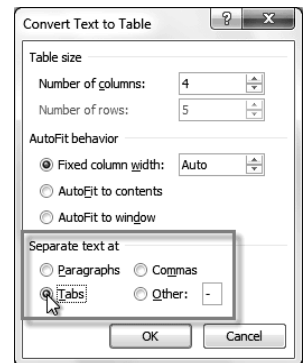 Convert Text to Table
Table size
Number of columns: 4
Number of rows: 5
AutoFit behavior
Fixed column width: Auto
AutoFit to contents
AutoFit to window
Separate text at
Paragraphs Commas
Tabs Other: -
OK Cancel